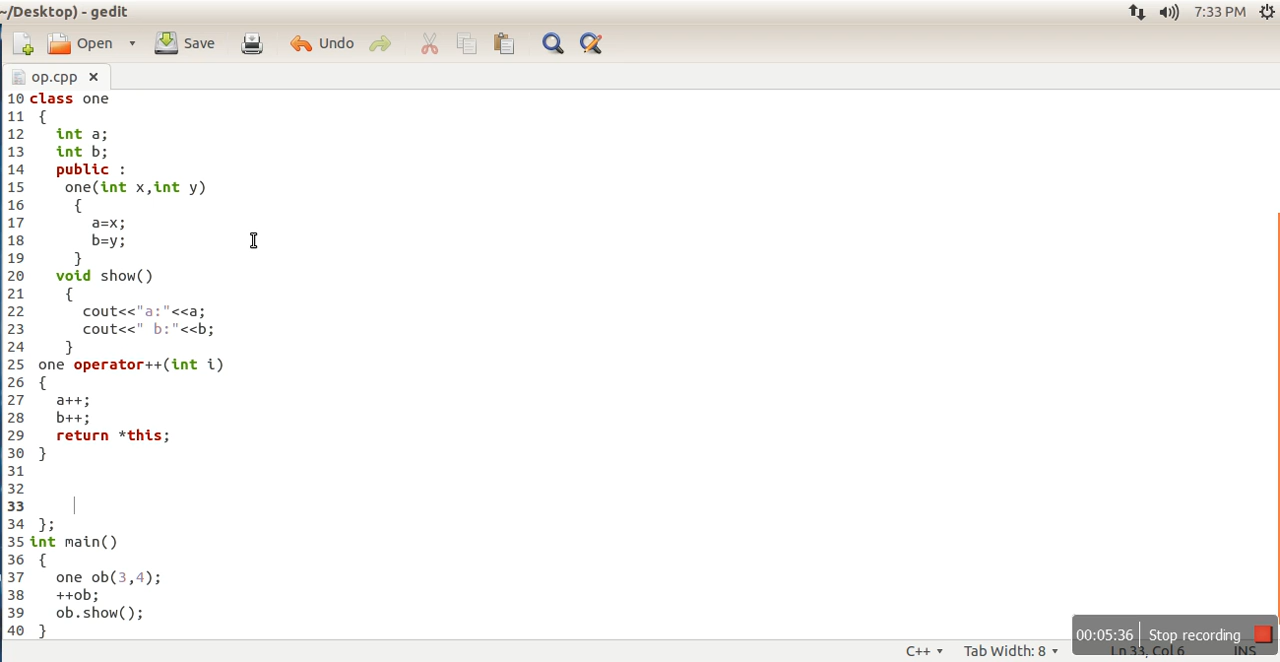 ~/Desktop) - gedit
7:33 PM
Open
Save
Undo
op.cpp
10 class one
11 {
12 int a;
13 int b;
14 public :
15 one(int x,int y)
16 {
17 a=x;
18 b=y;
19 }
20 void show()
21 {
22 cout<<"a:"<<a;
23 cout<<" b:"<<b;
24 }
25 one operator++(int i)
26 {
27 a++;
28 b++;
29 return *this;
30 }
31
32
33
34 };
35 int main()
36 {
37 one ob(3,4);
38 ++ob;
39 ob.show();
40 }
00:05:36 Stop recording
C++ Tab Width: 8 Ln 33, Col 6 INS